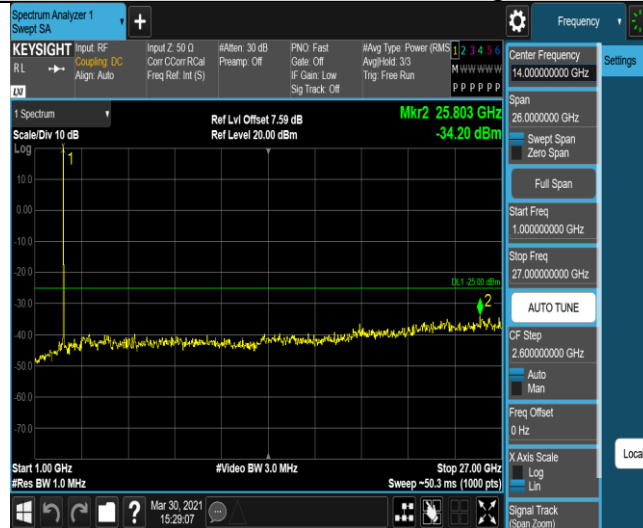 Spectrum Analyzer 1
Swept SA
Frequency
KEYSIGHT
RL
LXI
Input: RF
Coupling: DC
Align: Auto
Input Z: 50 Ω
Corr CCorr RCal
Freq Ref: Int (S)
#Atten: 30 dB
Preamp: Off
PNO: Fast
Gate: Off
IF Gain: Low
Sig Track: Off
#Avg Type: Power (RMS
Avg|Hold: 3/3
Trig: Free Run
1 2 3 4 5 6
M W W W W W
P P P P P P
1 Spectrum
Scale/Div 10 dB
Ref Lvl Offset 7.59 dB
Ref Level 20.00 dBm
Mkr2 25.803 GHz
-34.20 dBm
Log
1
10.0
0.00
-10.0
-20.0
DL1 -25.00 dBm
-30.0
2
-40.0
-50.0
-60.0
-70.0
Start 1.00 GHz
#Res BW 1.0 MHz
#Video BW 3.0 MHz
Stop 27.00 GHz
Sweep ~50.3 ms (1000 pts)
Mar 30, 2021
15:29:07
Center Frequency
14.000000000 GHz
Span
26.0000000 GHz
Swept Span
Zero Span
Full Span
Start Freq
1.000000000 GHz
Stop Freq
27.000000000 GHz
AUTO TUNE
CF Step
2.600000000 GHz
Auto
Man
Freq Offset
0 Hz
X Axis Scale
Log
Lin
Signal Track
(Span Zoom)
Settings
Loca